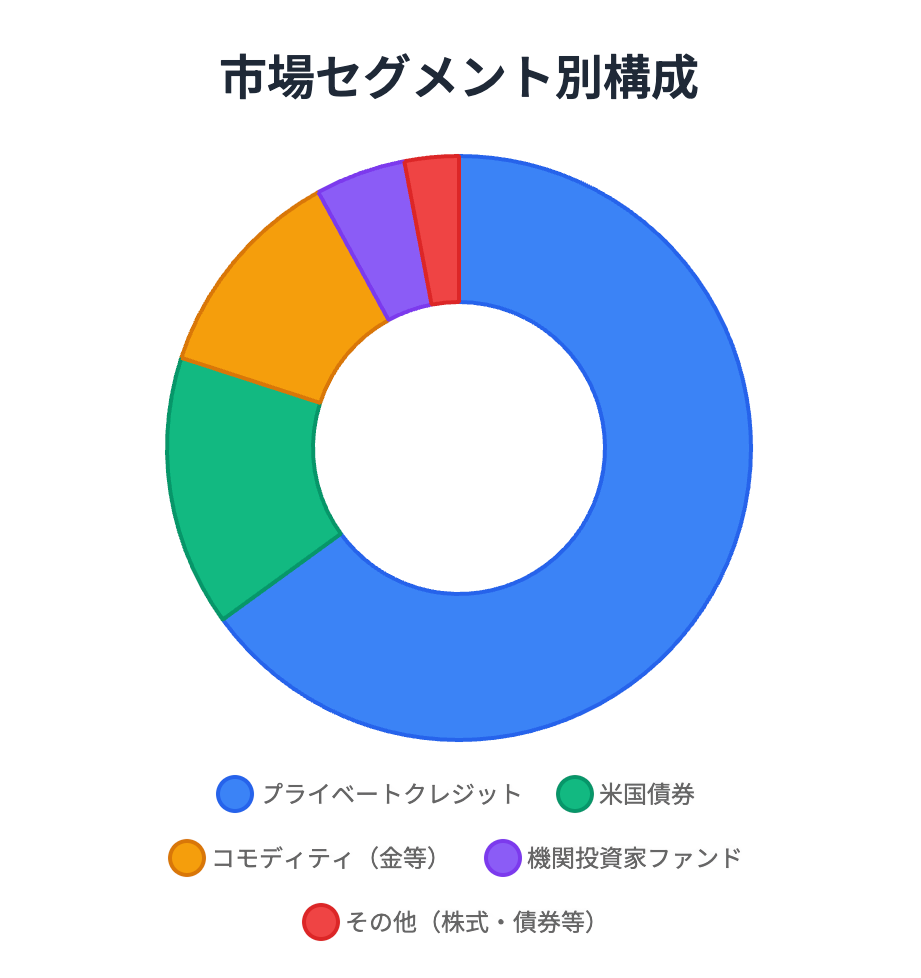 市場セグメント別構成
プライベートクレジット 米国債券
コモディティ（金等） 機関投資家ファンド
その他（株式・債券等）